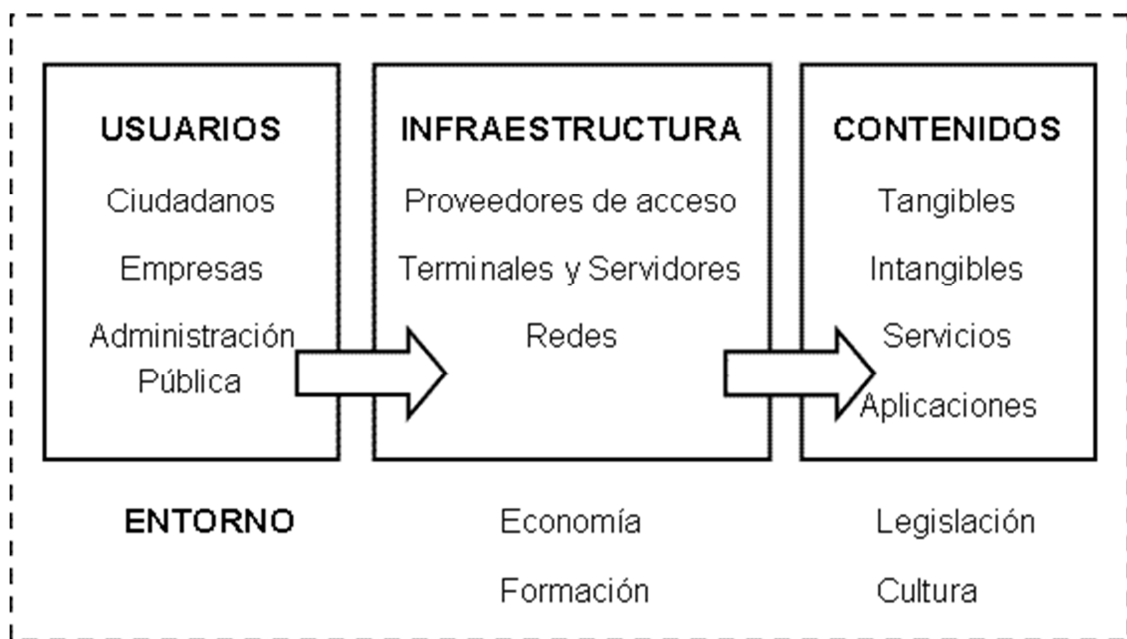 USUARIOS
Ciudadanos
Empresas
Administración
Pública
INFRAESTRUCTURA
Proveedores de acceso
Terminales y Servidores
Redes
CONTENIDOS
Tangibles
Intangibles
Servicios
Aplicaciones
ENTORNO
Economía
Legislación
Formación
Cultura